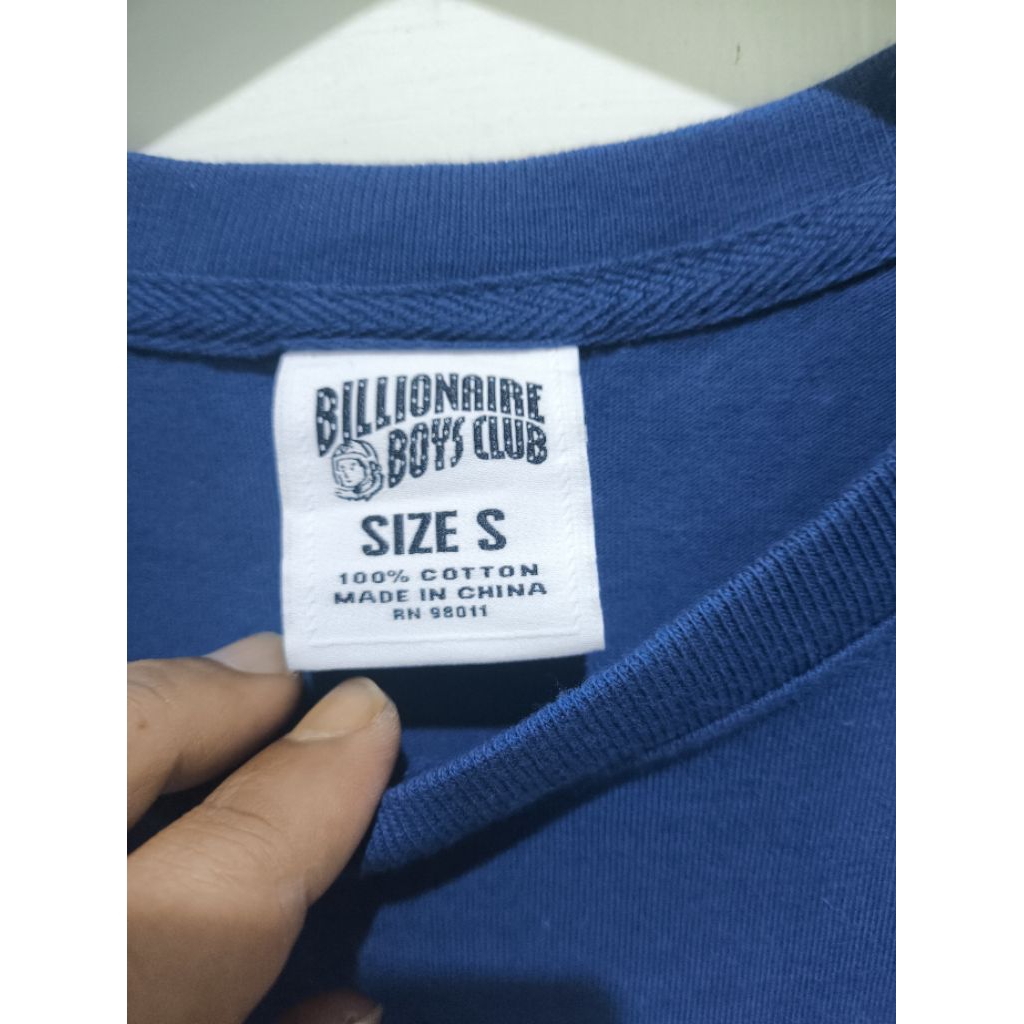 BILLIONAIRE
BOYS CLUB
SIZE S
100% COTTON
MADE IN CHINA
RN 98011